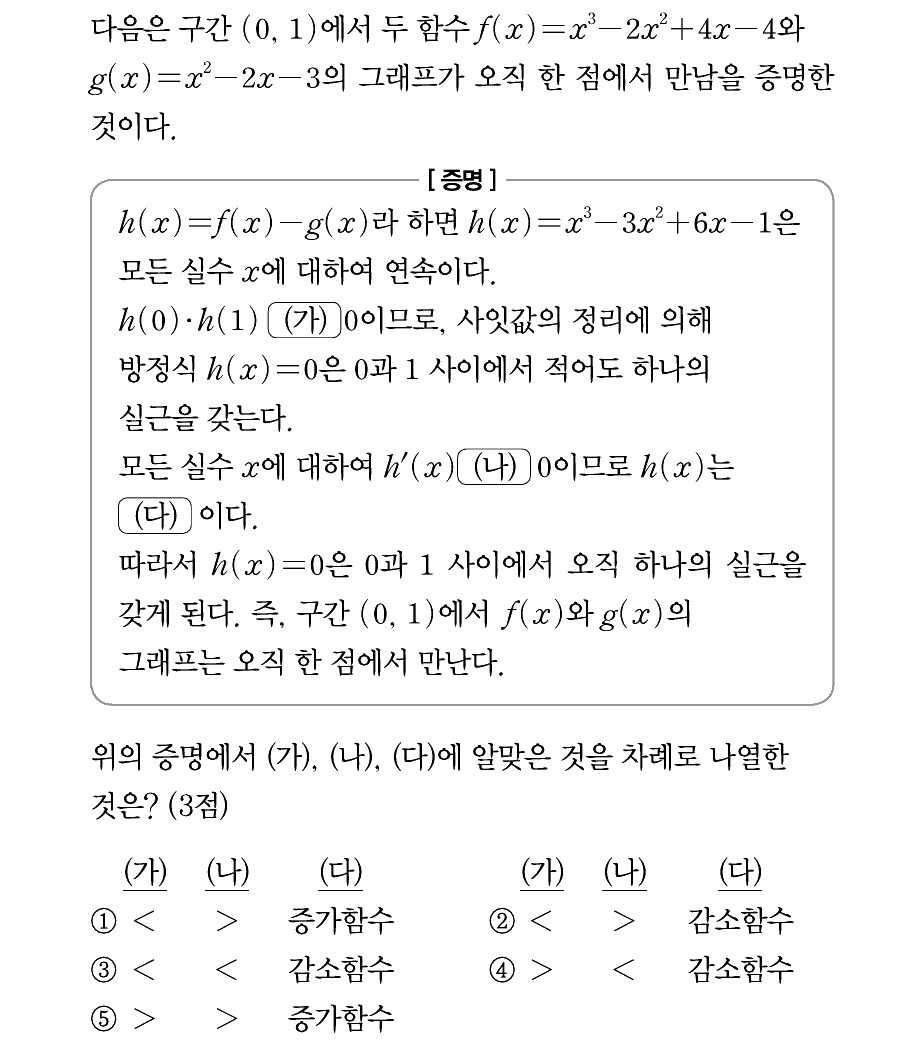 다음은 구간 (0, 1)에서 두 함수 f(x)=x³-2x²+4x-4와
g(x)=x²-2x-3의 그래프가 오직 한 점에서 만남을 증명한
것이다.
[ 증명 ]
h(x)=f(x)-g(x)라 하면 h(x)=x³-3x²+6x-1은
모든 실수 x에 대하여 연속이다.
h(0)·h(1) (가) 0이므로, 사잇값의 정리에 의해
방정식 h(x)=0은 0과 1 사이에서 적어도 하나의
실근을 갖는다.
모든 실수 x에 대하여 h′(x) (나) 0이므로 h(x)는
(다) 이다.
따라서 h(x)=0은 0과 1 사이에서 오직 하나의 실근을
갖게 된다. 즉, 구간 (0, 1)에서 f(x)와 g(x)의
그래프는 오직 한 점에서 만난다.
위의 증명에서 (가), (나), (다)에 알맞은 것을 차례로 나열한
것은? (3점)
(가) (나) (다) (가) (나) (다)
① < > 증가함수 ② < > 감소함수
③ < < 감소함수 ④ > < 감소함수
⑤ > > 증가함수